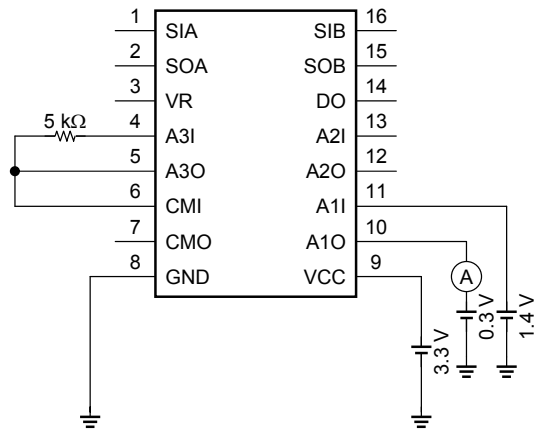 1 SIA SIB 16
2 SOA SOB 15
3 VR DO 14
5 kΩ 4 A3I A2I 13
5 A3O A2O 12
6 CMI A1I 11
7 CMO A1O 10
8 GND VCC 9
A
3.3 V
0.3 V
1.4 V